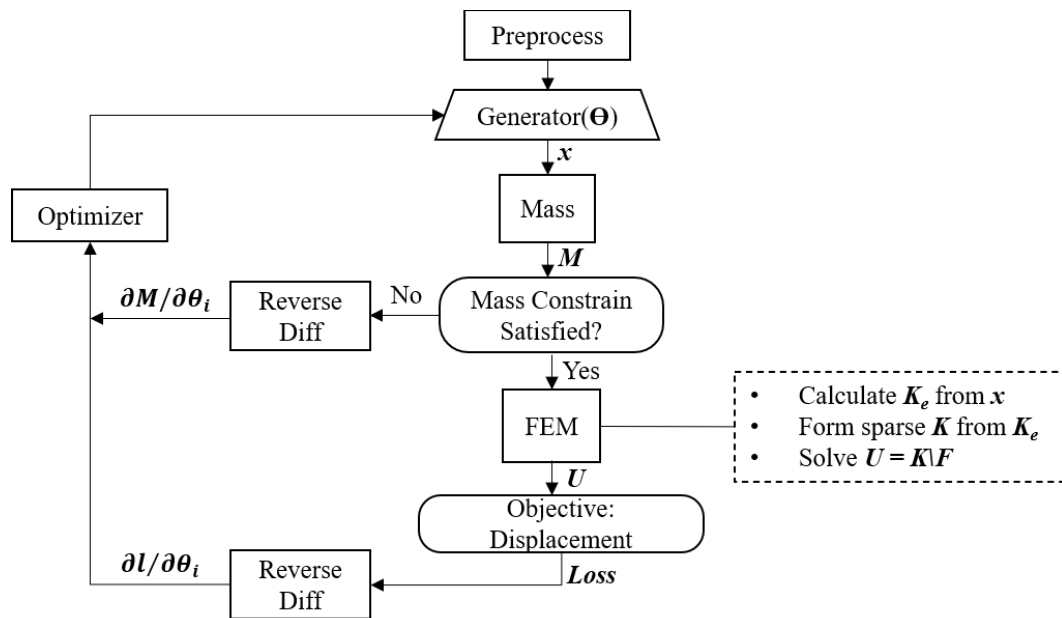 Preprocess
Generator(Θ)
x
Mass
M
Optimizer
∂M/∂θᵢ
Reverse
Diff
No
Mass Constrain
Satisfied?
Yes
FEM
• Calculate Kₑ from x
• Form sparse K from Kₑ
• Solve U = K\F
U
Objective:
Displacement
Loss
∂l/∂θᵢ
Reverse
Diff